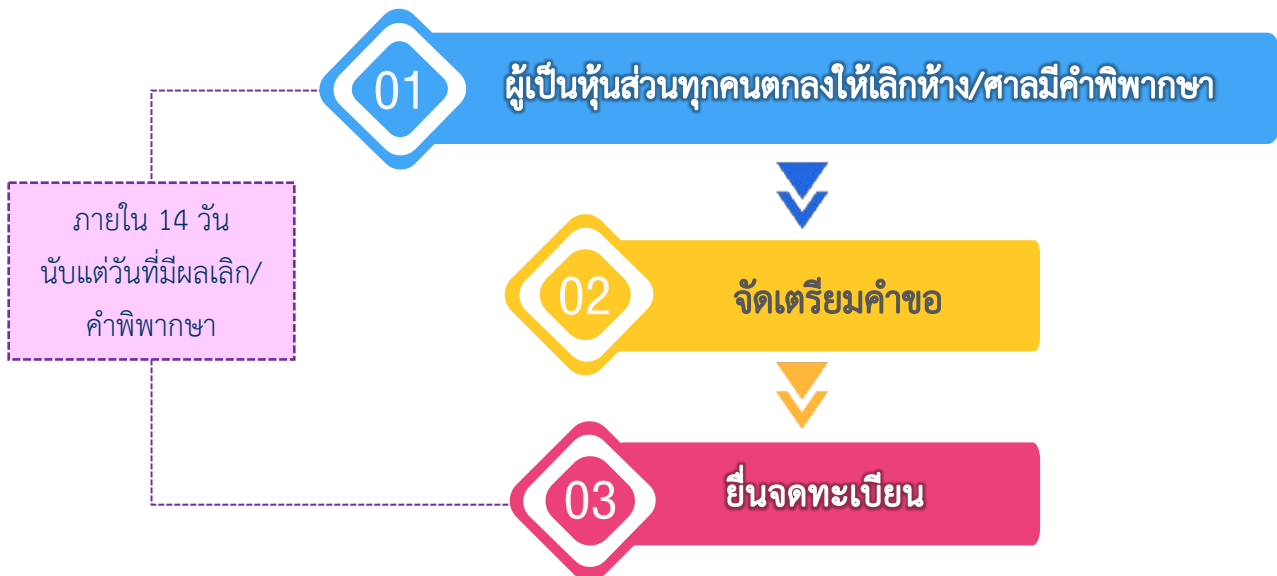 01
ผู้เป็นหุ้นส่วนทุกคนตกลงให้เลิกห้าง/ศาลมีคำพิพากษา
ภายใน 14 วัน
นับแต่วันที่มีผลเลิก/
คำพิพากษา
02
จัดเตรียมคำขอ
03
ยื่นจดทะเบียน